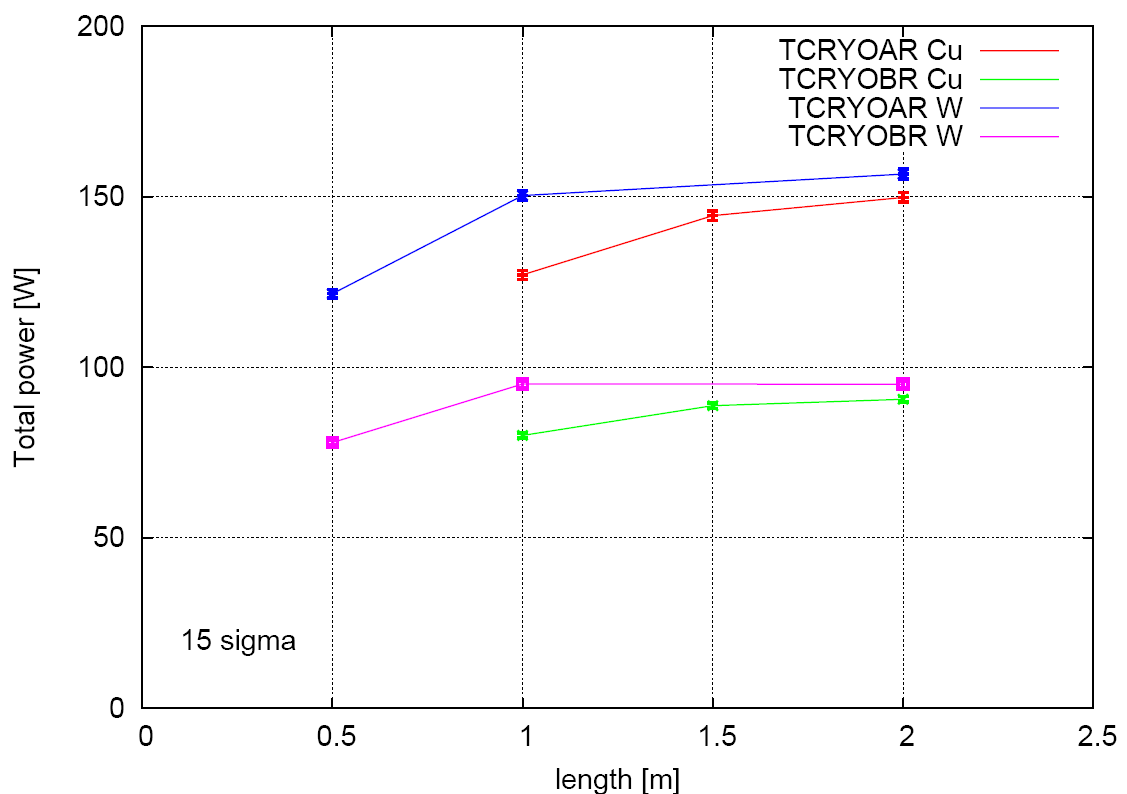 200
150
100
50
0
Total power [W]
TCRYOAR Cu
TCRYOBR Cu
TCRYOAR W
TCRYOBR W
15 sigma
0 0.5 1 1.5 2 2.5
length [m]